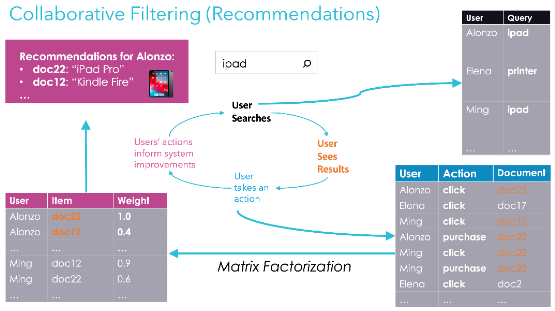 Collaborative Filtering (Recommendations)
Recommendations for Alonzo:
• doc22: "iPad Pro"
• doc12: "Kindle Fire"
…
ipad
User Query
Alonzo ipad
Elena printer
Ming ipad
… …
User
Searches
User
Sees
Results
User
takes an
action
Users' actions
inform system
improvements
User Item Weight
Alonzo doc22 1.0
Alonzo doc12 0.4
… … …
Ming doc12 0.9
Ming doc22 0.6
… … …
Matrix Factorization
User Action Document
Alonzo click doc22
Elena click doc17
Ming click doc12
Alonzo purchase doc22
Ming click doc22
Ming purchase doc22
Elena click doc2
… … …